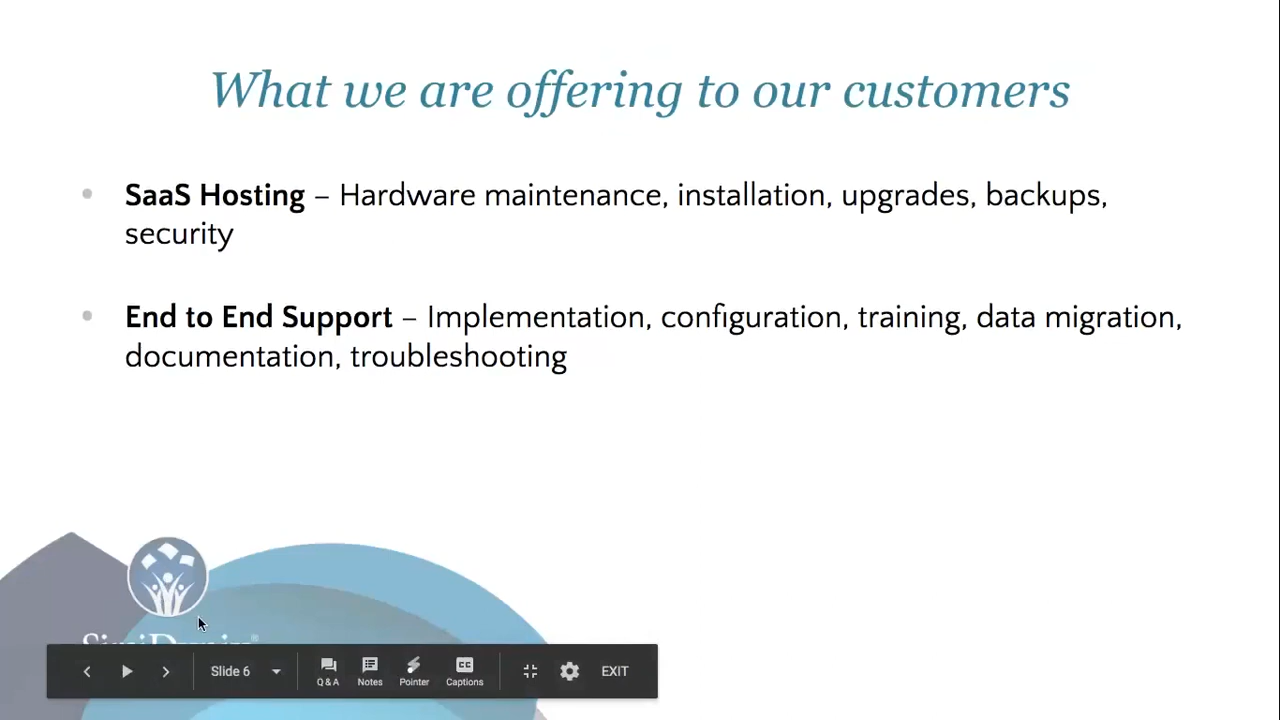 What we are offering to our customers
• SaaS Hosting – Hardware maintenance, installation, upgrades, backups,
security
• End to End Support – Implementation, configuration, training, data migration,
documentation, troubleshooting
Slide 6
Q & A
Notes
Pointer
CC
Captions
EXIT